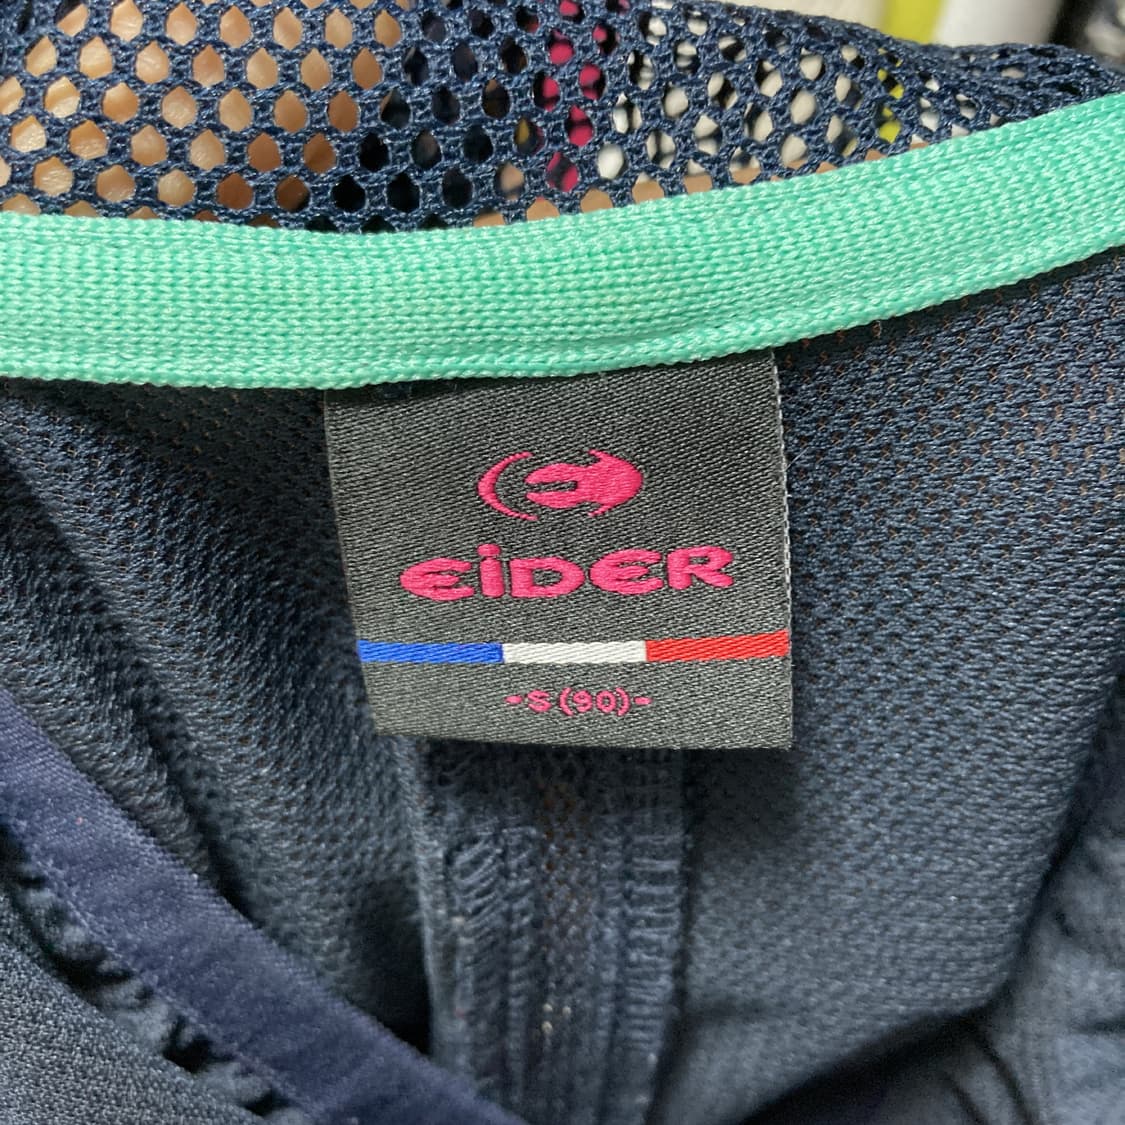 EiDER
-S (90)-